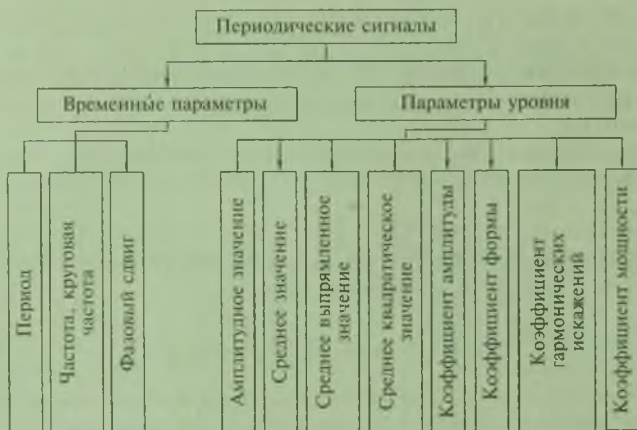 Периодические сигналы
Временные параметры
Параметры уровня
Период
Частота, круговая
частота
Фазовый сдвиг
Амплитудное значение
Среднее значение
Среднее выпрямленное
значение
Среднее квадратическое
значение
Коэффициент амплитуды
Коэффициент формы
Коэффициент
гармонических
искажений
Коэффициент мощности